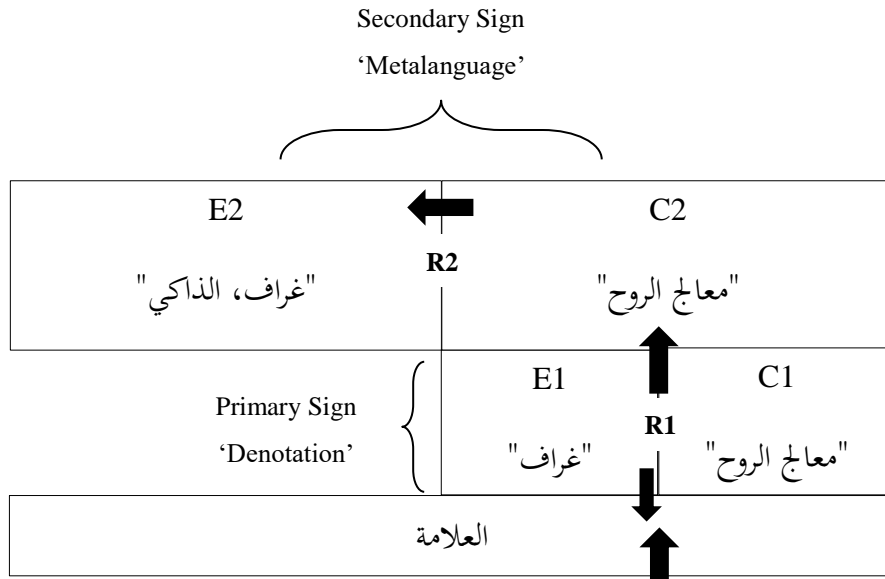 Secondary Sign
‘Metalanguage’
E2
C2
R2
"غراف، الذاكي"
"معالج الروح"
E1
C1
Primary Sign
‘Denotation’
R1
"غراف"
"معالج الروح"
العلامة